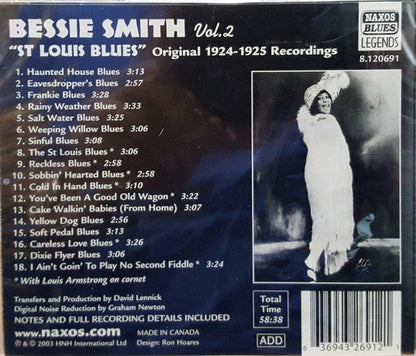 BESSIE SMITH Vol.2
"ST LOUIS BLUES" Original 1924-1925 Recordings
NAXOS
BLUES
LEGENDS
8.120691
1. Haunted House Blues 3:13
2. Eavesdropper's Blues 2:57
3. Frankie Blues 3:28
4. Rainy Weather Blues 3:33
5. Salt Water Blues 3:15
6. Weeping Willow Blues 3:06
7. Sinful Blues 3:08
8. The St Louis Blues * 3:06
9. Reckless Blues * 2:58
10. Sobbin' Hearted Blues * 2:58
11. Cold In Hand Blues * 3:10
12. You've Been A Good Old Wagon * 3:22
13. Cake Walkin' Babies (From Home) 3:07
14. Yellow Dog Blues 2:56
15. Soft Pedal Blues 3:13
16. Careless Love Blues * 3:26
17. Dixie Flyer Blues 3:06
18. I Ain't Goin' To Play No Second Fiddle * 3:24
* With Louis Armstrong on cornet
Transfers and Production by David Lennick
Digital Noise Reduction by Graham Newton
NOTES AND FULL RECORDING DETAILS INCLUDED
www.naxos.com MADE IN CANADA
℗ & © 2003 HNH International Ltd Design: Ron Hoares
Total
Time
58:38
ADD
6 36943 26912 1